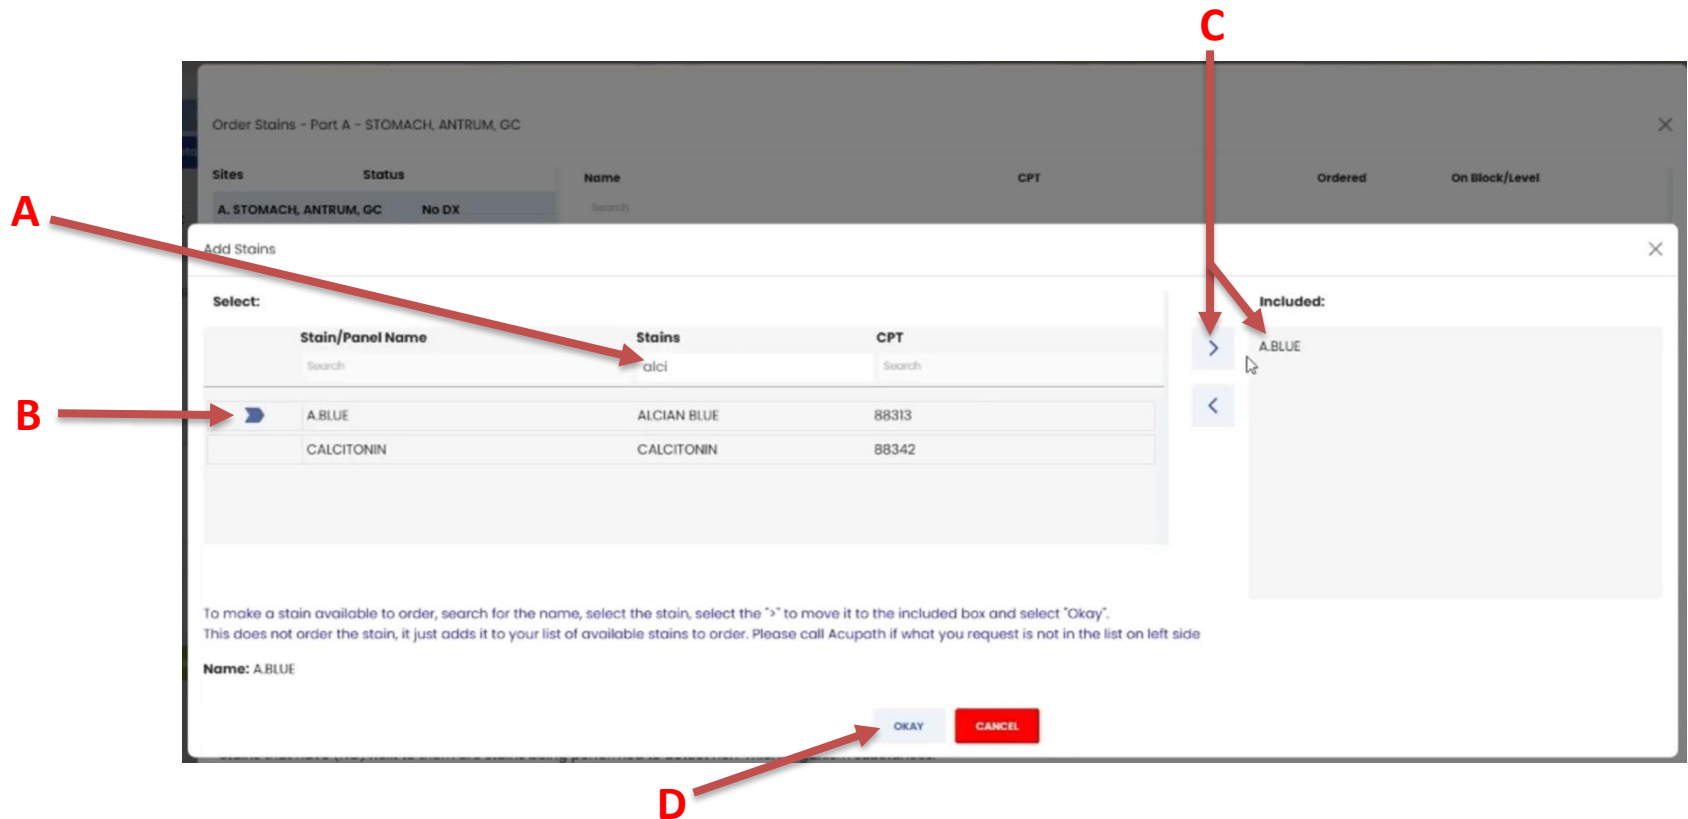 C
Order Stains - Part A - STOMACH, ANTRUM, GC
Sites Status Name CPT Ordered On Block/Level
A. STOMACH, ANTRUM, GC No DX Search
A
Add Stains
Select: Included:
Stain/Panel Name Stains CPT
Search alci Search
> A.BLUE
B
A.BLUE ALCIAN BLUE 88313
<
CALCITONIN CALCITONIN 88342
To make a stain available to order, search for the name, select the stain, select the ">" to move it to the included box and select "Okay".
This does not order the stain, it just adds it to your list of available stains to order. Please call Acupath if what you request is not in the list on left side
Name: A.BLUE
OKAY CANCEL
D